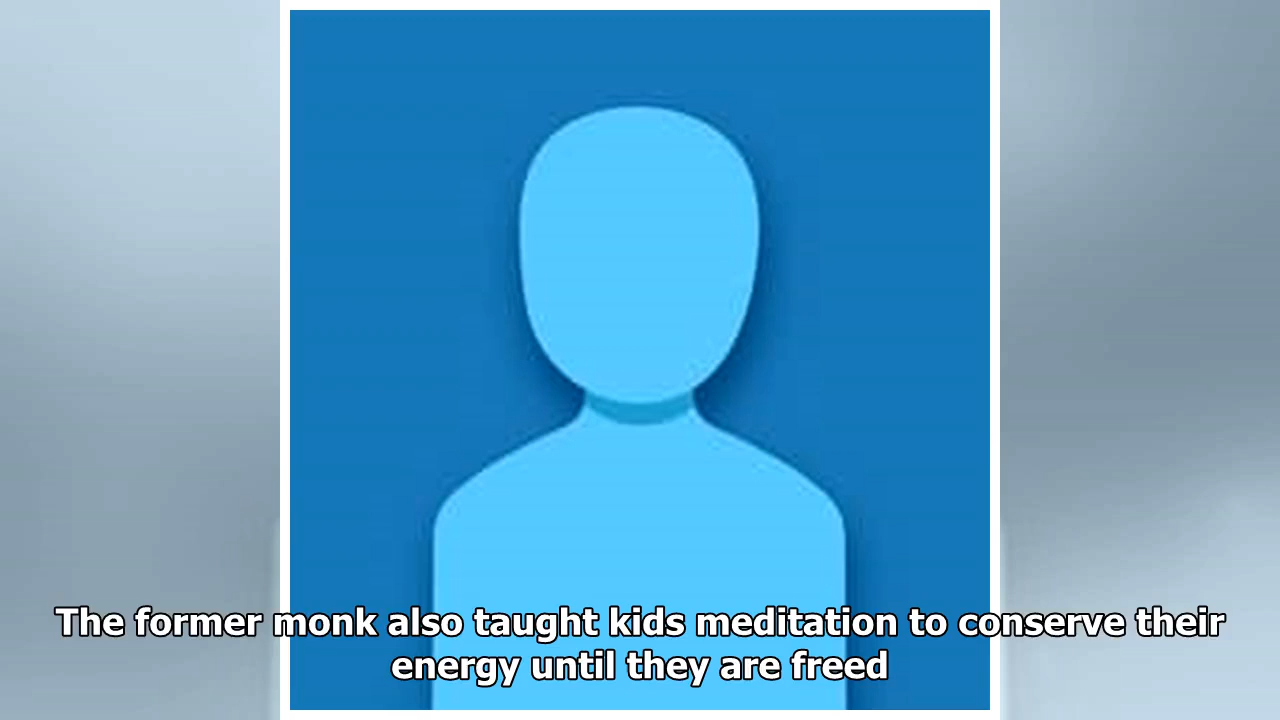 The former monk also taught kids meditation to conserve their
energy until they are freed